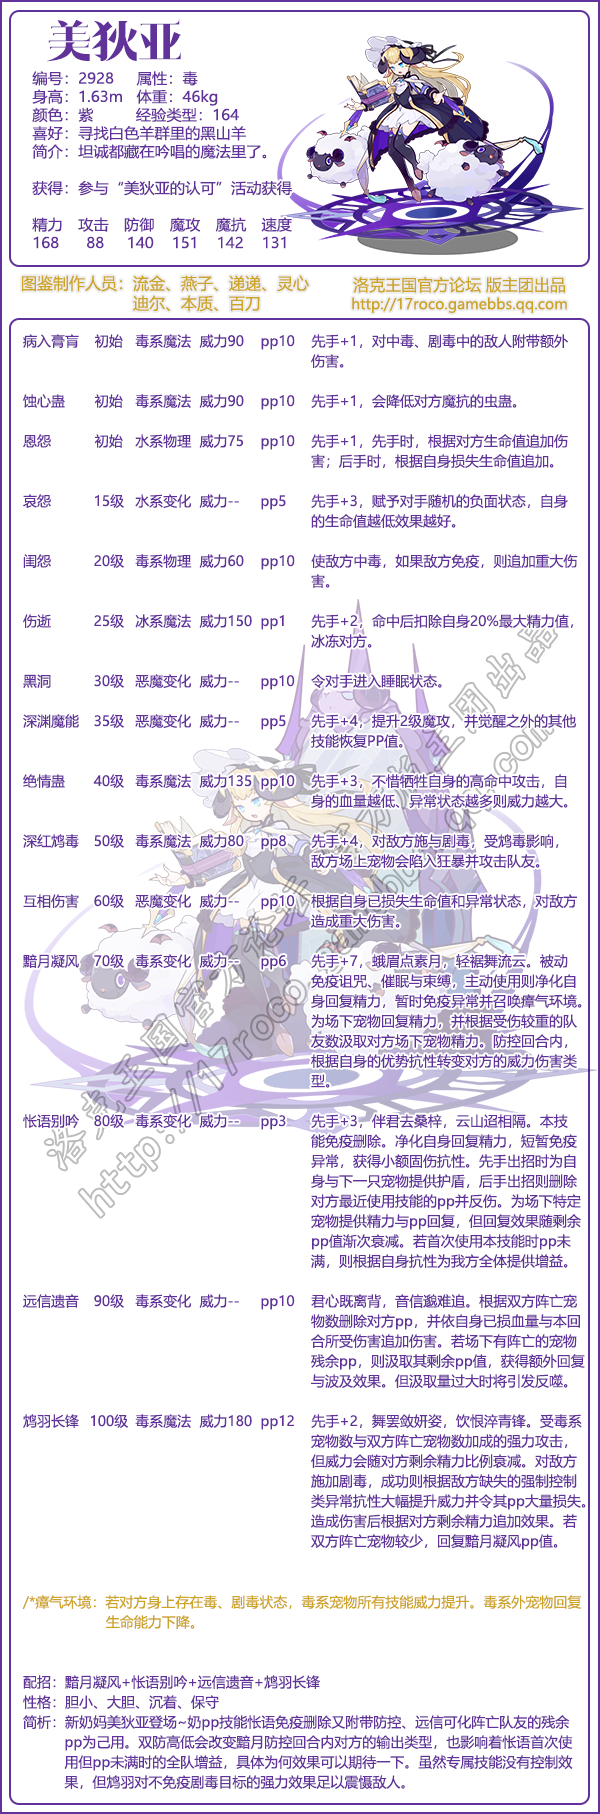 美狄亚
编号：2928 属性：毒
身高：1.63m 体重：46kg
颜色：紫 经验类型：164
喜好：寻找白色羊群里的黑山羊
简介：坦诚都藏在吟唱的魔法里了。
获得：参与“美狄亚的认可”活动获得
精力 攻击 防御 魔攻 魔抗 速度
168 88 140 151 142 131
图鉴制作人员：流金、燕子、递递、灵心
迪尔、本质、百刀
洛克王国官方论坛 版主团出品
http://17roco.gamebbs.qq.com
病入膏肓 初始 毒系魔法 威力90 pp10 先手+1，对中毒、剧毒中的敌人附带额外
伤害。
蚀心蛊 初始 毒系魔法 威力90 pp10 先手+1，会降低对方魔抗的虫蛊。
恩怨 初始 水系物理 威力75 pp10 先手+1，先手时，根据对方生命值追加伤
害；后手时，根据自身损失生命值追加。
哀怨 15级 水系变化 威力-- pp5 先手+3，赋予对手随机的负面状态，自身
的生命值越低效果越好。
闺怨 20级 毒系物理 威力60 pp10 使敌方中毒，如果敌方免疫，则追加重大伤
害。
伤逝 25级 冰系魔法 威力150 pp1 先手+2，命中后扣除自身20%最大精力值，
冰冻对方。
黑洞 30级 恶魔变化 威力-- pp10 令对手进入睡眠状态。
深渊魔能 35级 恶魔变化 威力-- pp5 先手+4，提升2级魔攻，并觉醒之外的其他
技能恢复PP值。
绝情蛊 40级 毒系魔法 威力135 pp10 先手+3，不惜牺牲自身的高命中攻击，自
身的血量越低、异常状态越多则威力越大。
深红鸩毒 50级 毒系魔法 威力80 pp8 先手+4，对敌方施与剧毒，受鸩毒影响，
敌方场上宠物会陷入狂暴并攻击队友。
互相伤害 60级 恶魔变化 威力-- pp10 根据自身已损失生命值和异常状态，对敌方
造成重大伤害。
黯月凝风 70级 毒系变化 威力-- pp6 先手+7，蛾眉点素月，轻裾舞流云。被动
免疫诅咒、催眠与束缚，主动使用则净化自
身回复精力，暂时免疫异常并召唤瘴气环境。
为场下宠物回复精力，并根据受伤较重的队
友数汲取对方场下宠物精力。防控回合内，
根据自身的优势抗性转变对方的威力伤害类
型。
怅语别吟 80级 毒系变化 威力-- pp3 先手+3，伴君去桑梓，云山迢相隔。本技
能免疫删除。净化自身回复精力，短暂免疫
异常，获得小额固伤抗性。先手出招时为自
身与下一只宠物提供护盾，后手出招则删除
对方最近使用技能的pp并反伤。为场下特定
宠物提供精力与pp回复，但回复效果随剩余
pp值渐次衰减。若首次使用本技能时pp未
满，则根据自身抗性为我方全体提供增益。
远信遗音 90级 毒系变化 威力-- pp10 君心既离背，音信邈难追。根据双方阵亡宠
物数删除对方pp，并依自身已损血量与本回
合所受伤害追加伤害。若场下有阵亡的宠物
残余pp，则汲取其剩余pp值，获得额外回复
与波及效果。但汲取量过大时将引发反噬。
鸩羽长锋 100级 毒系魔法 威力180 pp12 先手+2，舞罢敛妍姿，饮恨淬青锋。受毒系
宠物数与双方阵亡宠物数加成的强力攻击，
但威力会随对方剩余精力比例衰减。对敌方
施加剧毒，成功则根据敌方缺失的强制控制
类异常抗性大幅提升威力并令其pp大量损失。
造成伤害后根据对方剩余精力追加效果。若
双方阵亡宠物较少，回复黯月凝风pp值。
/*瘴气环境：若对方身上存在毒、剧毒状态，毒系宠物所有技能威力提升。毒系外宠物回复
生命能力下降。
配招：黯月凝风+怅语别吟+远信遗音+鸩羽长锋
性格：胆小、大胆、沉着、保守
简析：新奶妈美狄亚登场~奶pp技能怅语免疫删除又附带防控、远信可化阵亡队友的残余
pp为己用。双防高低会改变黯月防控回合内对方的输出类型，也影响着怅语首次使
用但pp未满时的全队增益，具体为何效果可以期待一下。虽然专属技能没有控制效
果，但鸩羽对不免疫剧毒目标的强力效果足以震慑敌人。